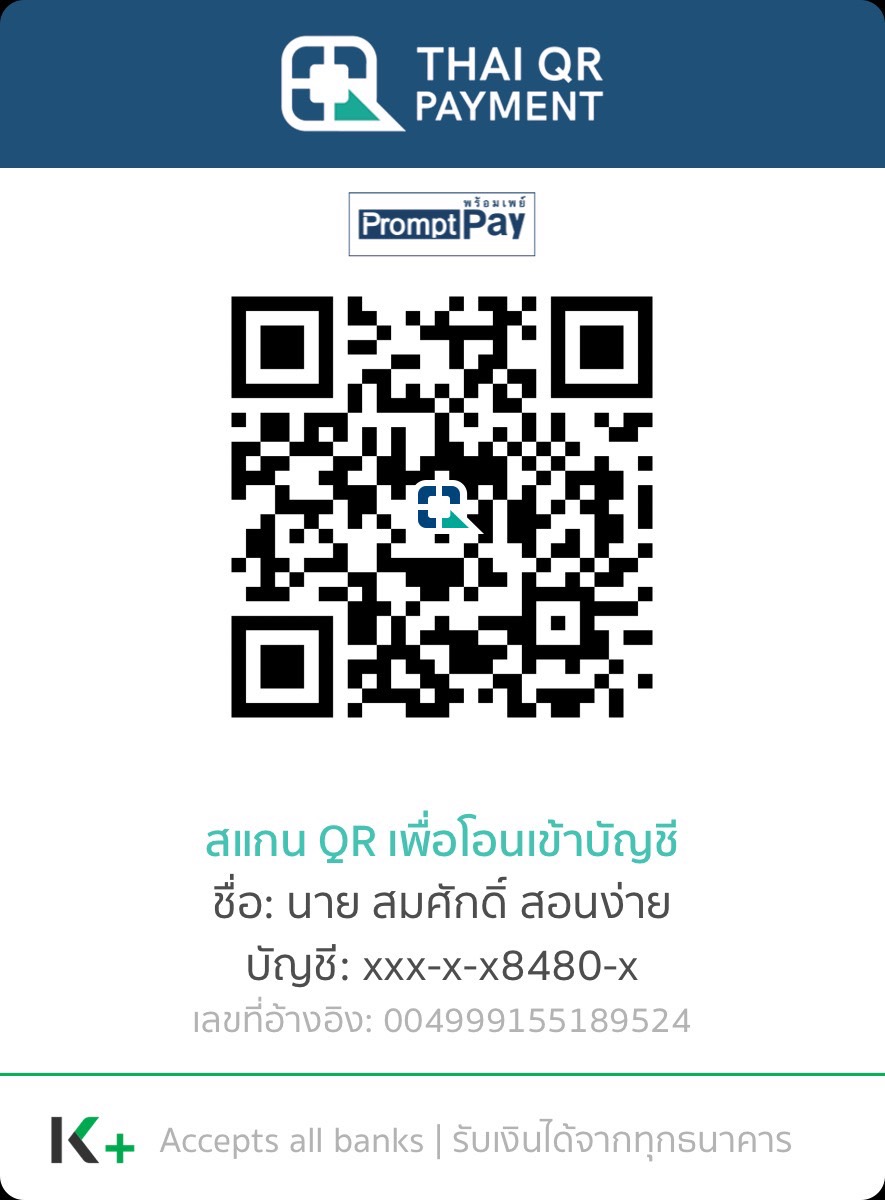 THAI QR
PAYMENT
พร้อมเพย์
PromptPay
สแกน QR เพื่อโอนเข้าบัญชี
ชื่อ: นาย สมศักดิ์ สอนง่าย
บัญชี: xxx-x-x8480-x
เลขที่อ้างอิง: 004999155189524
K+ Accepts all banks | รับเงินได้จากทุกธนาคาร